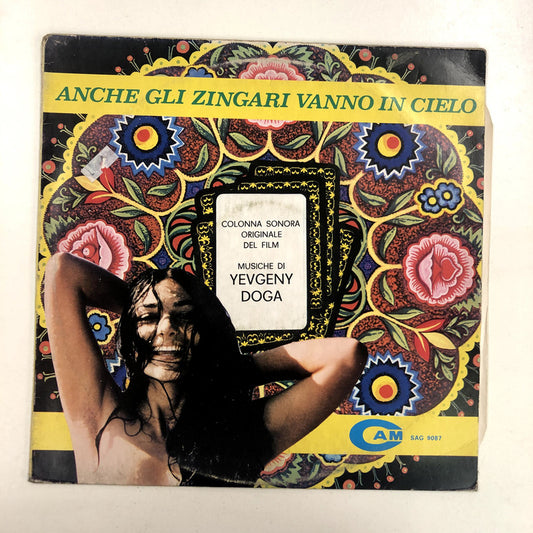 ANCHE GLI ZINGARI VANNO IN CIELO
COLONNA SONORA
ORIGINALE
DEL FILM
MUSICHE DI
YEVGENY
DOGA
CAM SAG 9087